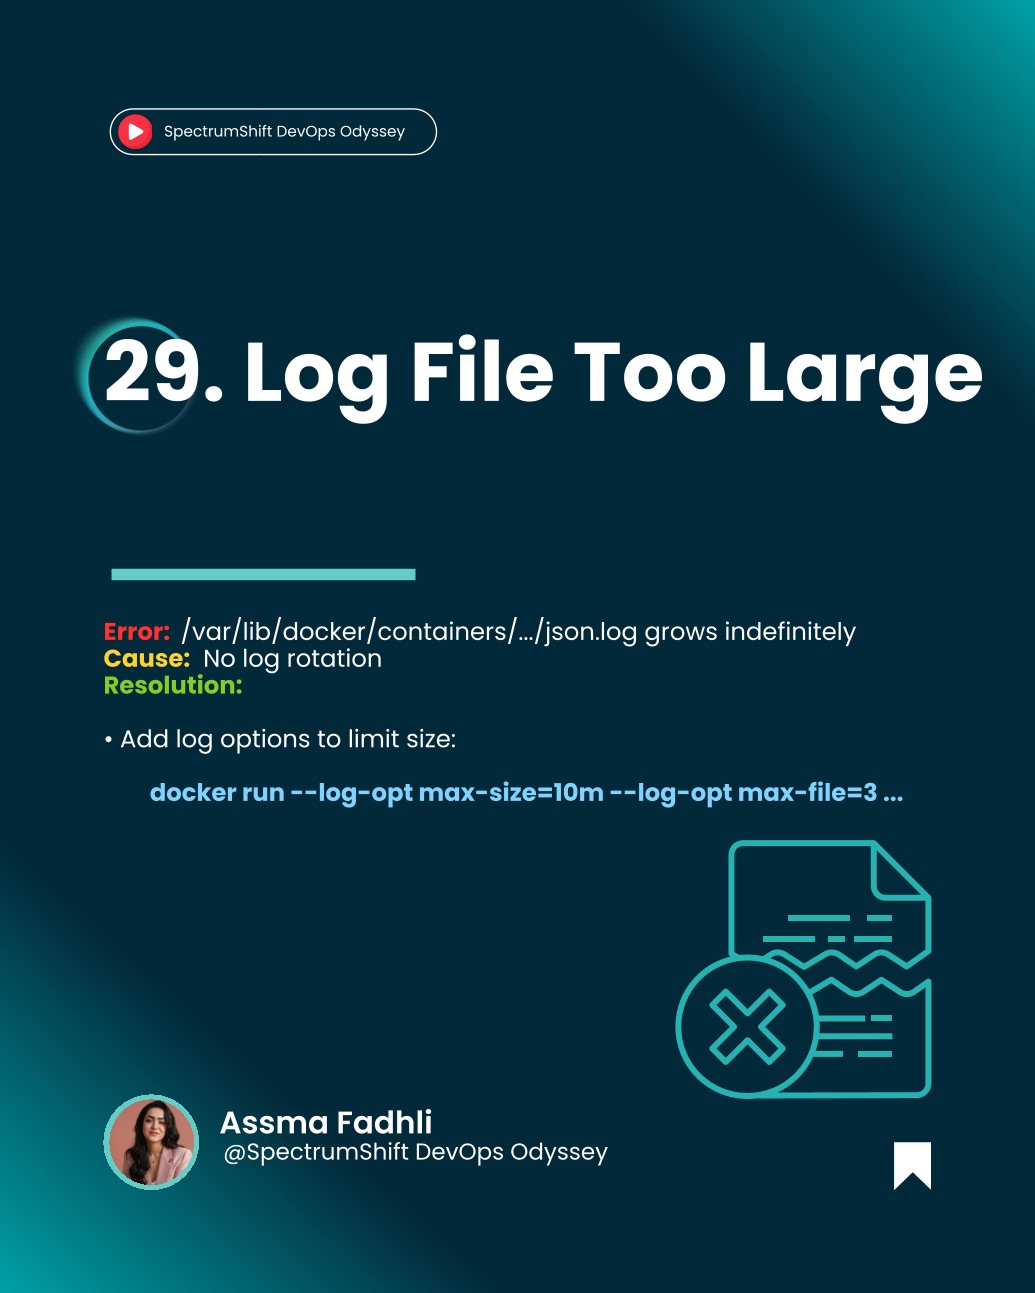 SpectrumShift DevOps Odyssey
29. Log File Too Large
Error: /var/lib/docker/containers/.../json.log grows indefinitely
Cause: No log rotation
Resolution:
• Add log options to limit size:
docker run --log-opt max-size=10m --log-opt max-file=3 ...
Assma Fadhli
@SpectrumShift DevOps Odyssey